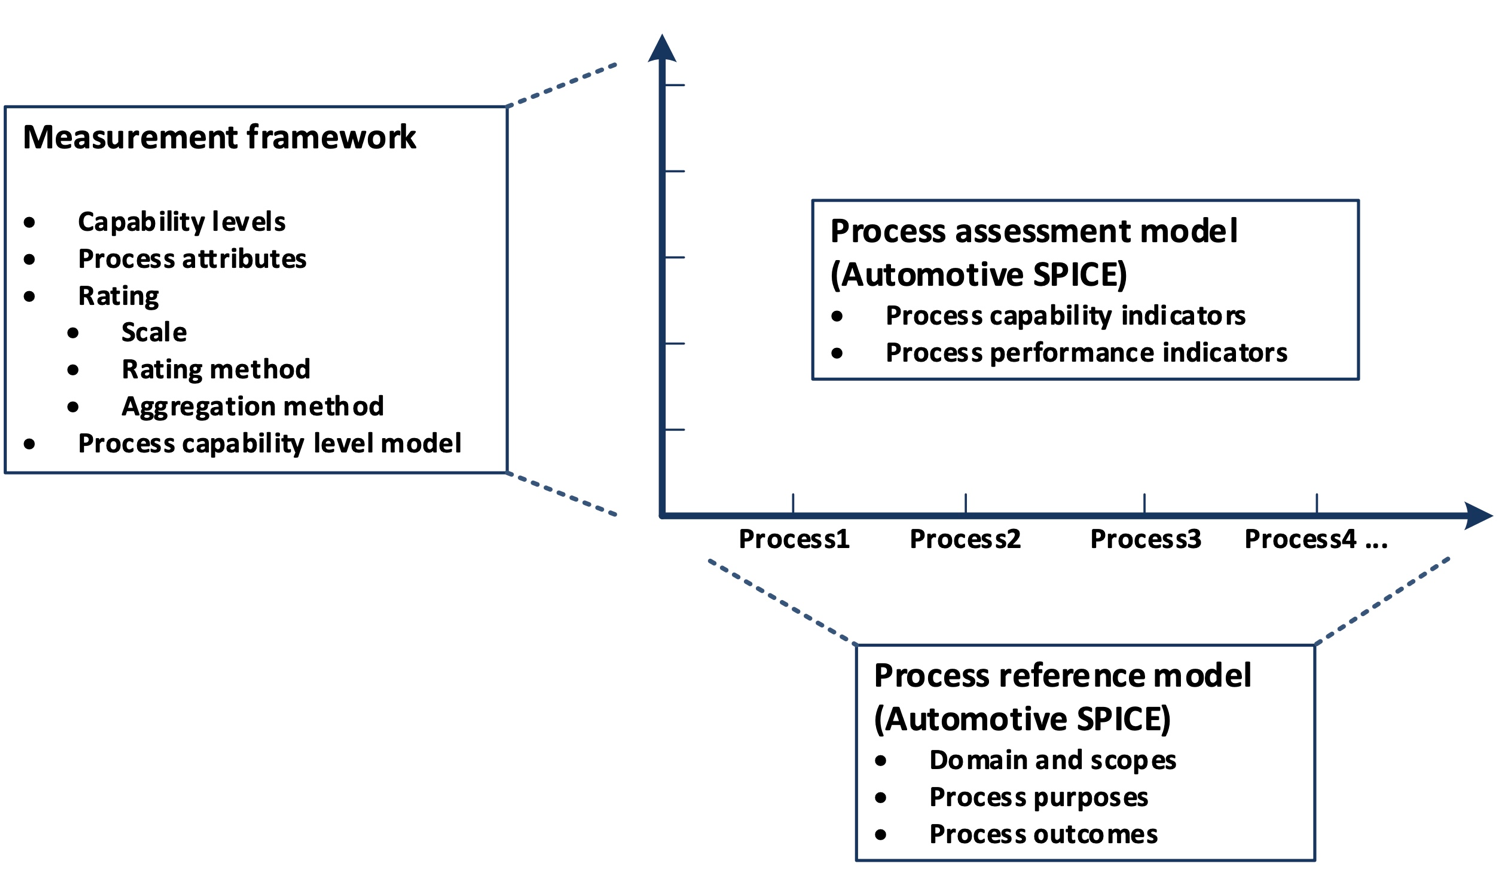 Measurement framework
• Capability levels
• Process attributes
• Rating
• Scale
• Rating method
• Aggregation method
• Process capability level model
Process assessment model
(Automotive SPICE)
• Process capability indicators
• Process performance indicators
Process1 Process2 Process3 Process4 ...
Process reference model
(Automotive SPICE)
• Domain and scopes
• Process purposes
• Process outcomes